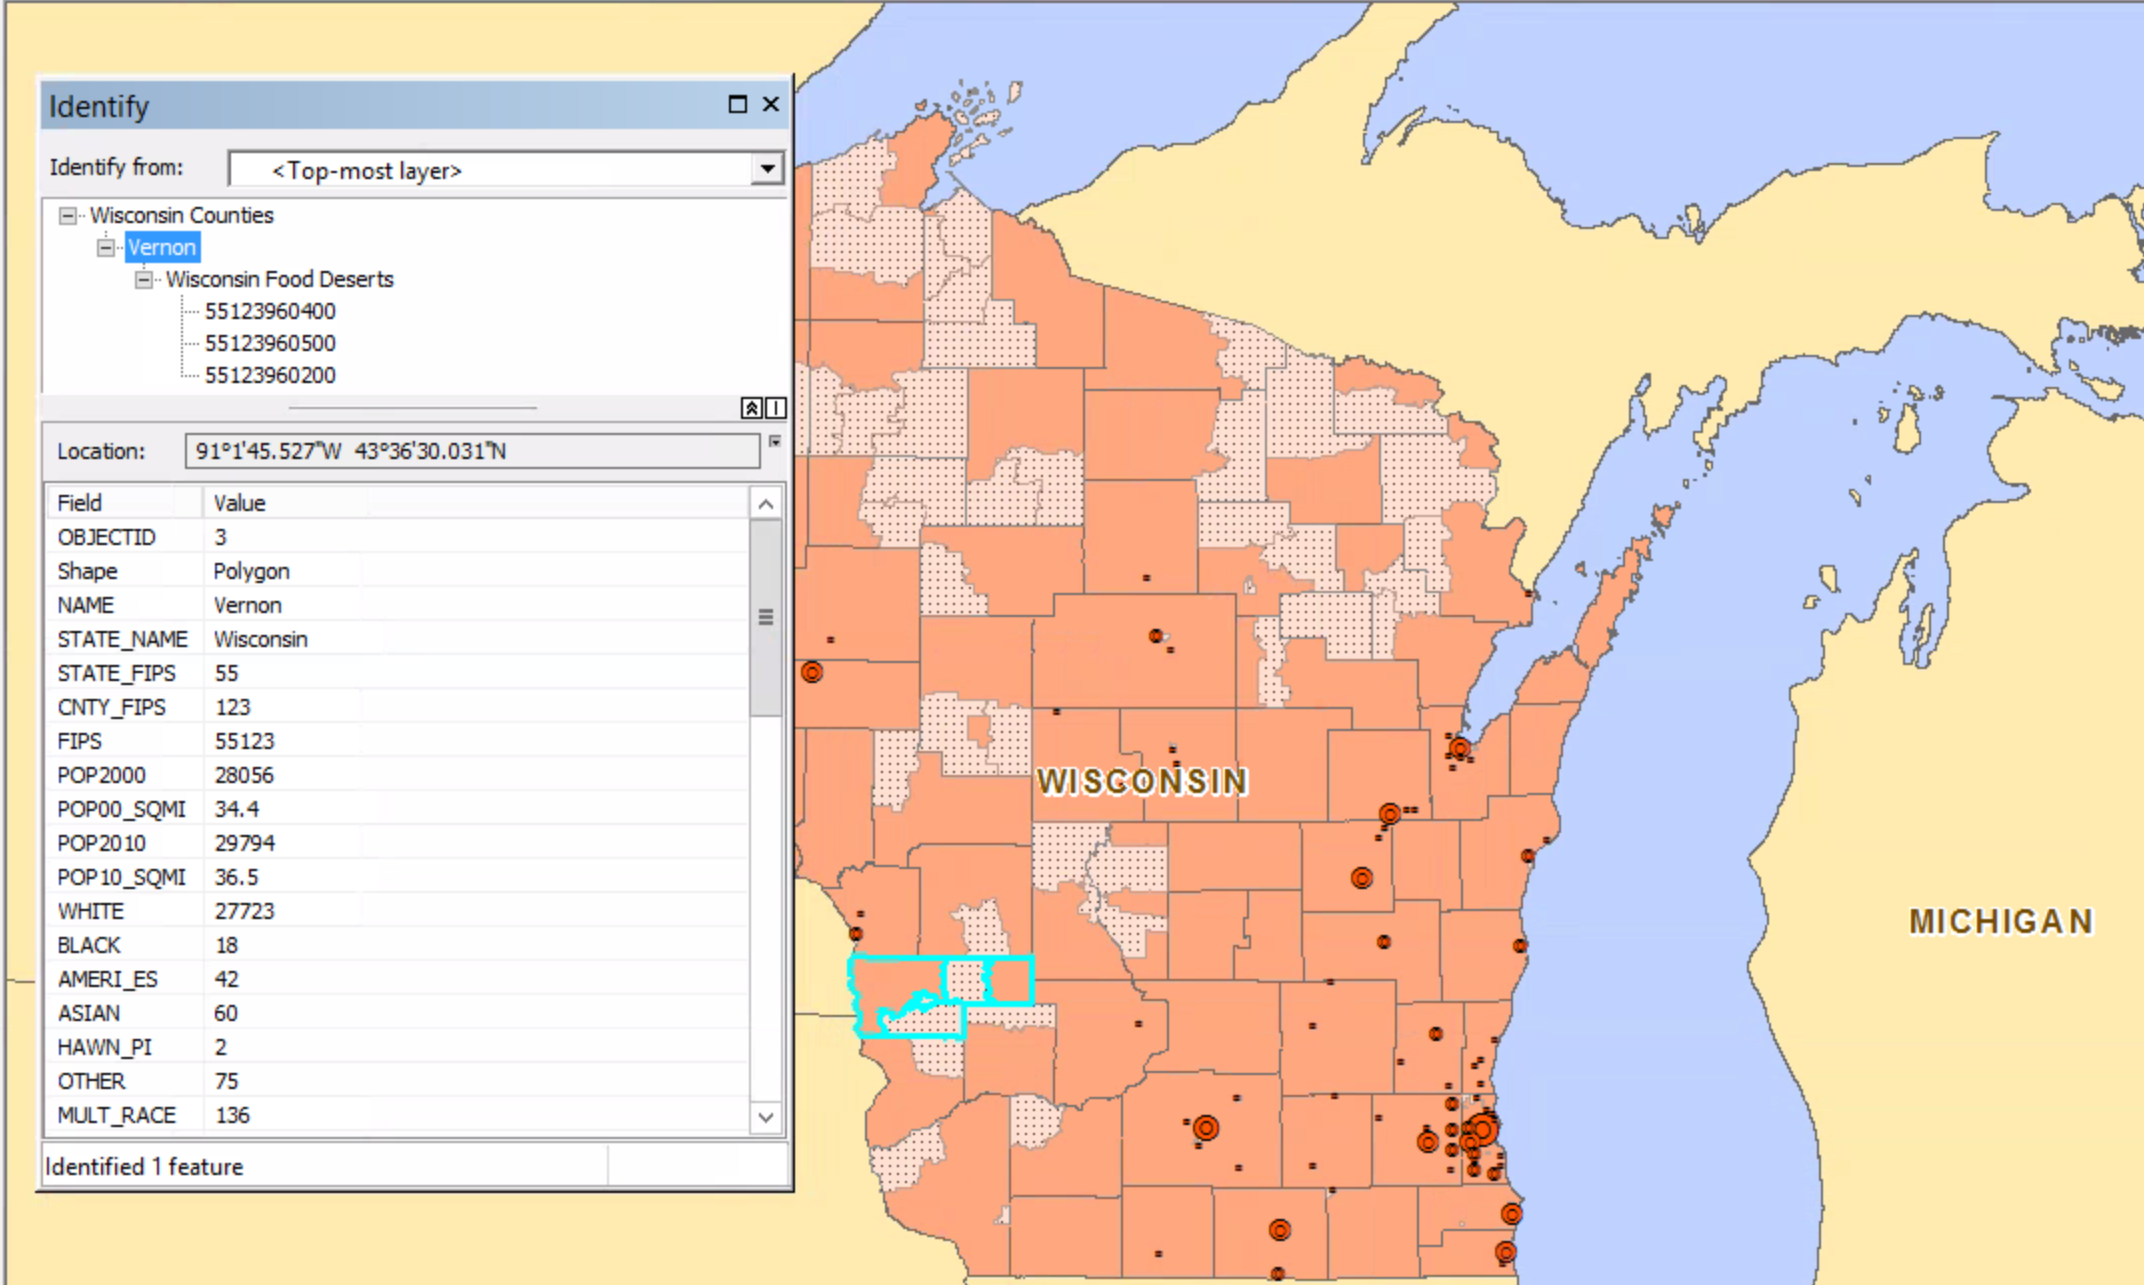 Identify
Identify from: <Top-most layer>
Wisconsin Counties
Vernon
Wisconsin Food Deserts
55123960400
55123960500
55123960200
Location: 91°1'45.527"W 43°36'30.031"N
Field Value
OBJECTID 3
Shape Polygon
NAME Vernon
STATE_NAME Wisconsin
STATE_FIPS 55
CNTY_FIPS 123
FIPS 55123
POP2000 28056
POP00_SQMI 34.4
POP2010 29794
POP10_SQMI 36.5
WHITE 27723
BLACK 18
AMERI_ES 42
ASIAN 60
HAWN_PI 2
OTHER 75
MULT_RACE 136
Identified 1 feature
WISCONSIN
MICHIGAN